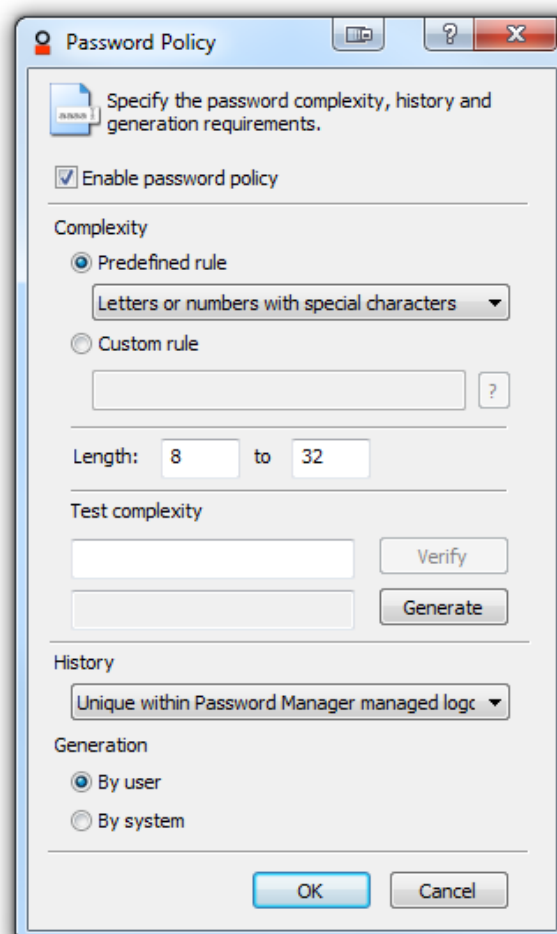 Password Policy
Specify the password complexity, history and
generation requirements.
Enable password policy
Complexity
Predefined rule
Letters or numbers with special characters
Custom rule
?
Length: 8 to 32
Test complexity
Verify
Generate
History
Unique within Password Manager managed logc
Generation
By user
By system
OK Cancel